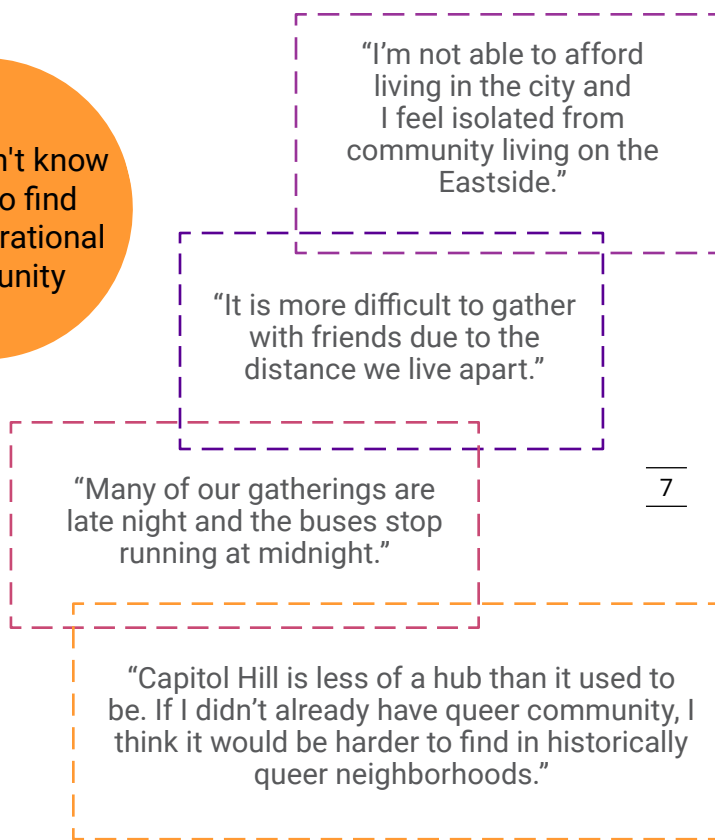 “I’m not able to afford
living in the city and
I feel isolated from
community living on the
Eastside.”
know
find
“It is more difficult to gather
with friends due to the
distance we live apart.”
“Many of our gatherings are
late night and the buses stop
running at midnight.”
7
“Capitol Hill is less of a hub than it used to
be. If I didn’t already have queer community, I
think it would be harder to find in historically
queer neighborhoods.”